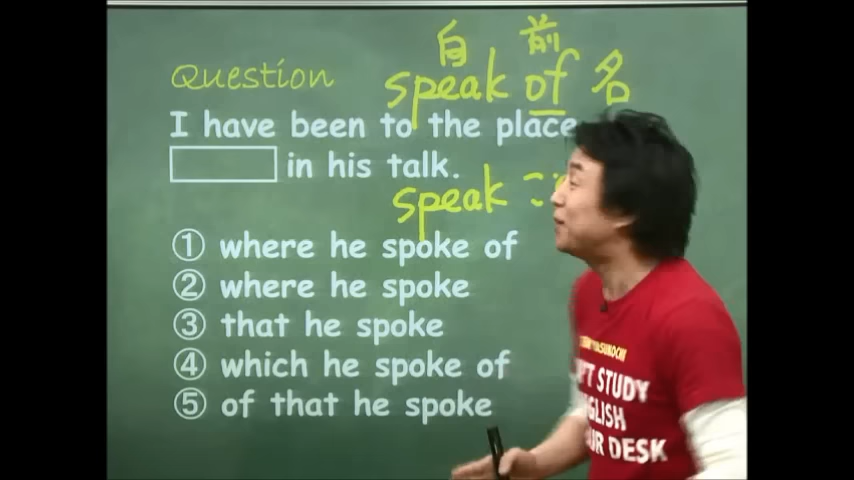 Question
自 前
speak of 名
I have been to the place
in his talk.
speak
① where he spoke of
② where he spoke
③ that he spoke
④ which he spoke of
⑤ of that he spoke
STUDY
DESK